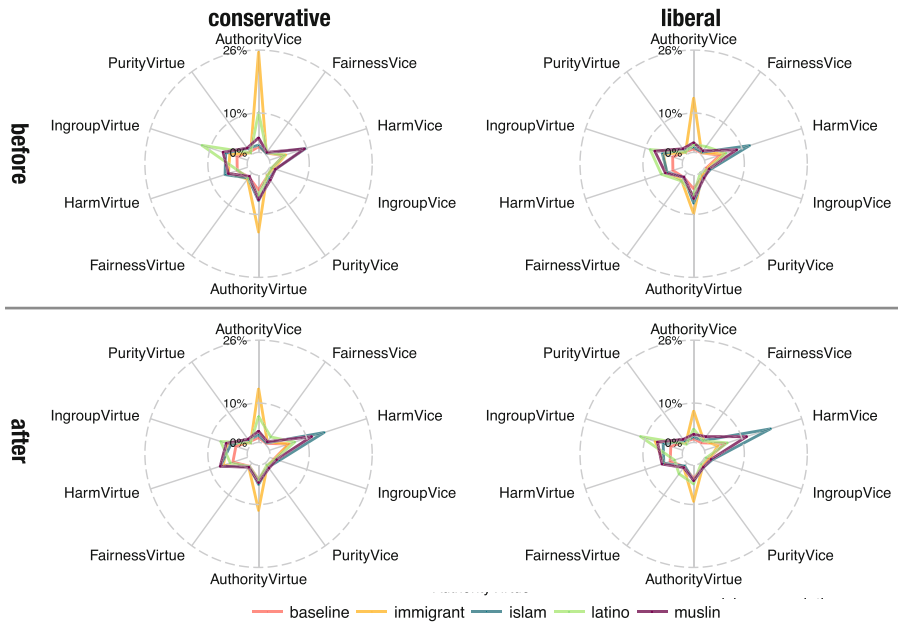 conservative
liberal
before
AuthorityVice
26%
PurityVirtue
FairnessVice
10%
IngroupVirtue
HarmVice
0%
HarmVirtue
IngroupVice
FairnessVirtue
PurityVice
AuthorityVirtue
AuthorityVice
26%
PurityVirtue
FairnessVice
10%
IngroupVirtue
HarmVice
0%
HarmVirtue
IngroupVice
FairnessVirtue
PurityVice
AuthorityVirtue
after
AuthorityVice
26%
PurityVirtue
FairnessVice
10%
IngroupVirtue
HarmVice
0%
HarmVirtue
IngroupVice
FairnessVirtue
PurityVice
AuthorityVirtue
AuthorityVice
26%
PurityVirtue
FairnessVice
10%
IngroupVirtue
HarmVice
0%
HarmVirtue
IngroupVice
FairnessVirtue
PurityVice
AuthorityVirtue
baseline immigrant islam latino muslin